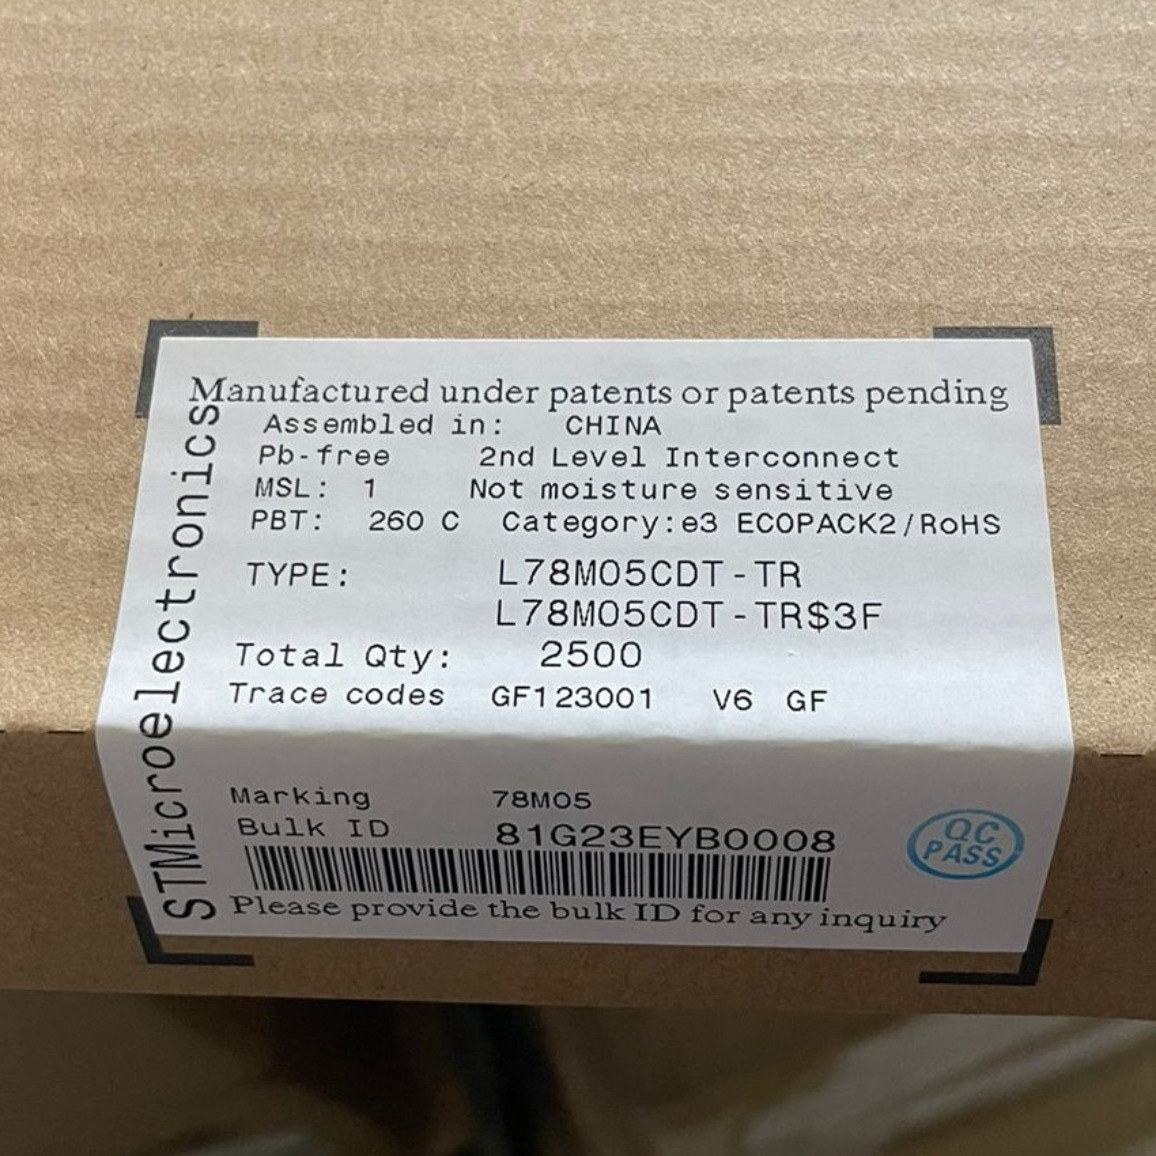 Manufactured under patents or patents pending
Assembled in: CHINA
Pb-free 2nd Level Interconnect
MSL: 1 Not moisture sensitive
PBT: 260 C Category:e3 ECOPACK2/RoHS
TYPE: L78M05CDT-TR
L78M05CDT-TR$3F
Total Qty: 2500
Trace codes GF123001 V6 GF
Marking 78M05
Bulk ID 81G23EYB0008
Please provide the bulk ID for any inquiry
STMicroelectronics
QC
PASS